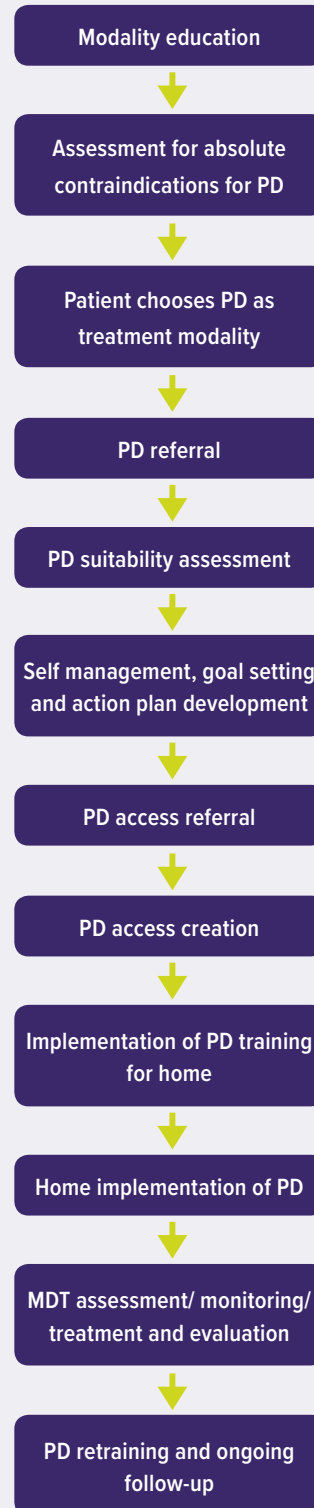 Modality education
Assessment for absolute
contraindications for PD
Patient chooses PD as
treatment modality
PD referral
PD suitability assessment
Self management, goal setting
and action plan development
PD access referral
PD access creation
Implementation of PD training
for home
Home implementation of PD
MDT assessment/ monitoring/
treatment and evaluation
PD retraining and ongoing
follow-up